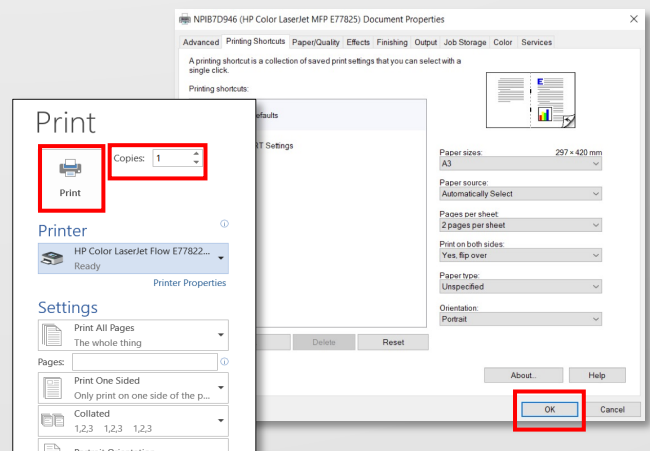 NPIB7D946 (HP Color LaserJet MFP E77825) Document Properties
Advanced Printing Shortcuts Paper/Quality Effects Finishing Output Job Storage Color Services
A printing shortcut is a collection of saved print settings that you can select with a
single click.
Printing shortcuts:
efaults
RT Settings
E
Paper sizes: 297 × 420 mm
A3
Paper source:
Automatically Select
Pages per sheet:
2 pages per sheet
Print on both sides:
Yes, flip over
Paper type:
Unspecified
Orientation:
Portrait
Delete Reset
About... Help
OK Cancel
Print
Copies: 1
Print
Printer
HP Color LaserJet Flow E77822...
Ready
Printer Properties
Settings
Print All Pages
The whole thing
Pages:
Print One Sided
Only print on one side of the p...
Collated
1,2,3 1,2,3 1,2,3